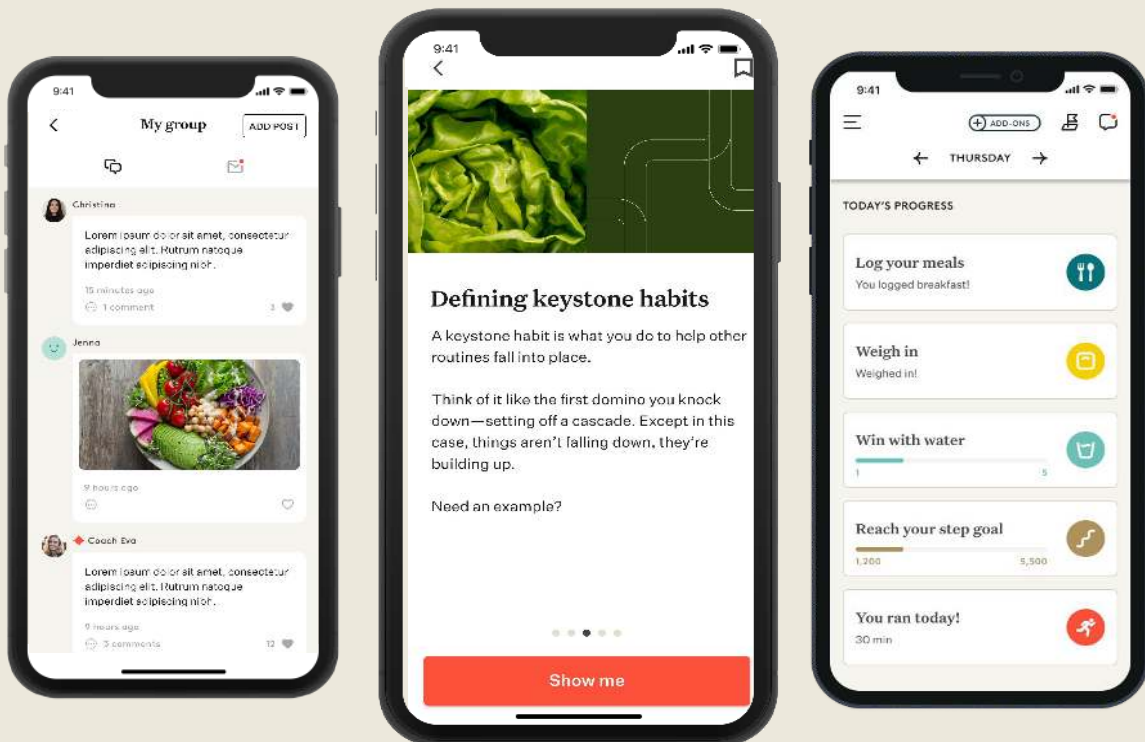 9:41
My group
ADD POST
Christina
Lorem ipsum dolor sit amet, consectetur
adipiscing elit. Rutrum natoque
imperdiet adipiscing nibh.
15 minutes ago
1 comment
3
Jenna
9 hours ago
Coach Eva
Lorem ipsum dolor sit amet, consectetur
adipiscing elit. Rutrum natoque
imperdiet adipiscing nibh.
9 hours ago
3 comments
12
9:41
Defining keystone habits
A keystone habit is what you do to help other
routines fall into place.
Think of it like the first domino you knock
down—setting off a cascade. Except in this
case, things aren't falling down, they're
building up.
Need an example?
Show me
9:41
ADD-ONS
THURSDAY
TODAY'S PROGRESS
Log your meals
You logged breakfast!
Weigh in
Weighed in!
Win with water
1
5
Reach your step goal
1,200
5,500
You ran today!
30 min